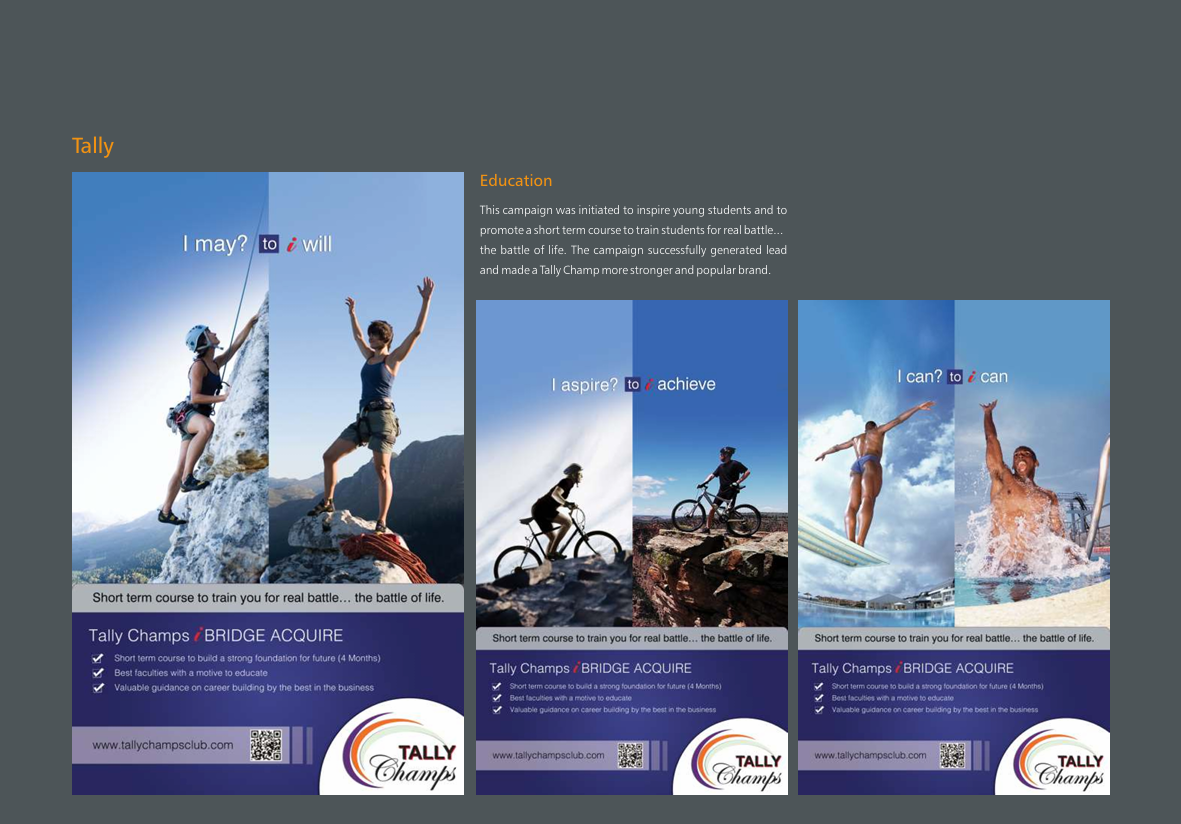 Tally
I may? to i will
Short term course to train you for real battle... the battle of life.
Tally Champs i BRIDGE ACQUIRE
Short term course to build a strong foundation for future (4 Months)
Best faculties with a motive to educate
Valuable guidance on career building by the best in the business
www.tallychampsclub.com
TALLY
Champs
Education
This campaign was initiated to inspire young students and to
promote a short term course to train students for real battle...
the battle of life. The campaign successfully generated lead
and made a Tally Champ more stronger and popular brand.
I aspire? to i achieve
Short term course to train you for real battle... the battle of life.
Tally Champs i BRIDGE ACQUIRE
Short term course to build a strong foundation for future (4 Months)
Best faculties with a motive to educate
Valuable guidance on career building by the best in the business
www.tallychampsclub.com
TALLY
Champs
I can? to i can
Short term course to train you for real battle... the battle of life.
Tally Champs i BRIDGE ACQUIRE
Short term course to build a strong foundation for future (4 Months)
Best faculties with a motive to educate
Valuable guidance on career building by the best in the business
www.tallychampsclub.com
TALLY
Champs